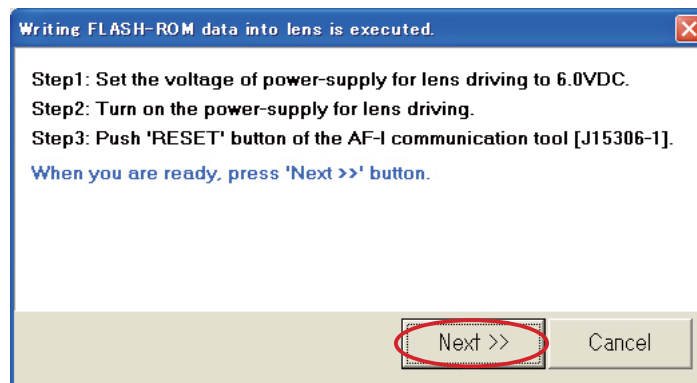 Writing FLASH-ROM data into lens is executed.
Step1: Set the voltage of power-supply for lens driving to 6.0VDC.
Step2: Turn on the power-supply for lens driving.
Step3: Push 'RESET' button of the AF-I communication tool [J15306-1].
When you are ready, press 'Next >>' button.
Next >> Cancel